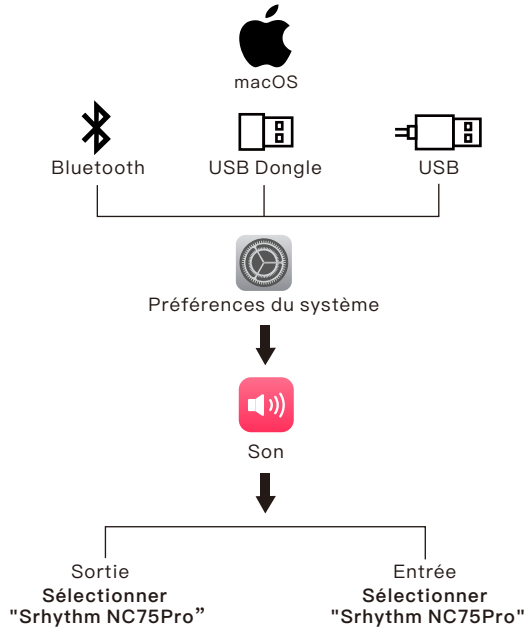 macOS
Bluetooth USB Dongle USB
Préférences du système
Son
Sortie Entrée
Sélectionner Sélectionner
"Srhythm NC75Pro” "Srhythm NC75Pro"